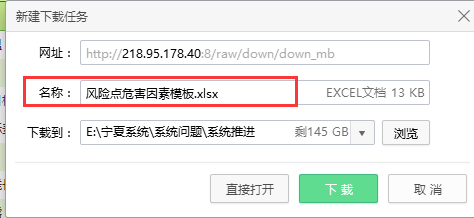 新建下载任务
网址： http://218.95.178.40:8/raw/down/down_mb
名称： 风险点危害因素模板.xlsx EXCEL文档 13 KB
下载到： E:\宁夏系统\系统问题\系统推进 剩145 GB 浏览
直接打开 下载 取消